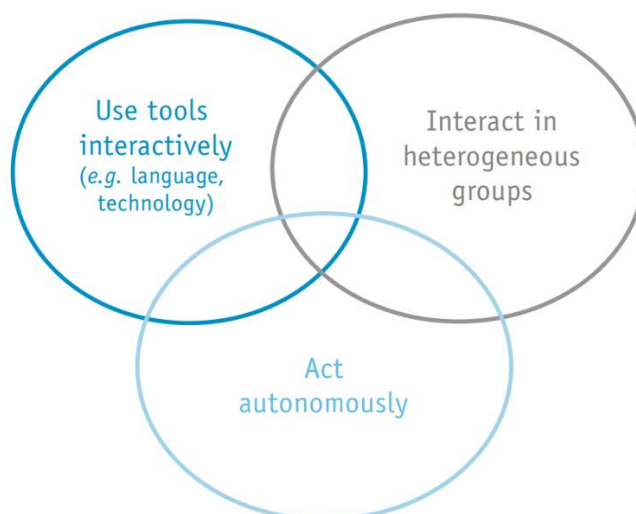 Use tools
interactively
(e.g. language,
technology)
Interact in
heterogeneous
groups
Act
autonomously